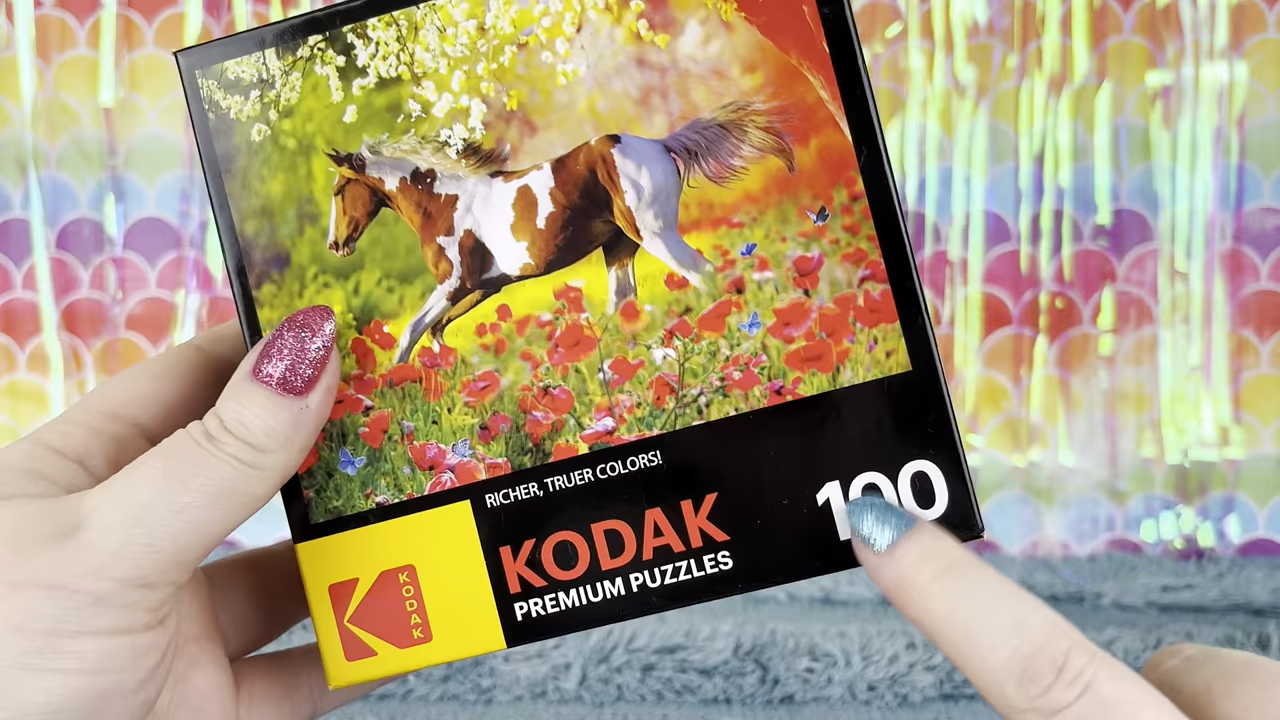 RICHER, TRUER COLORS!
KODAK
PREMIUM PUZZLES
100
KODAK